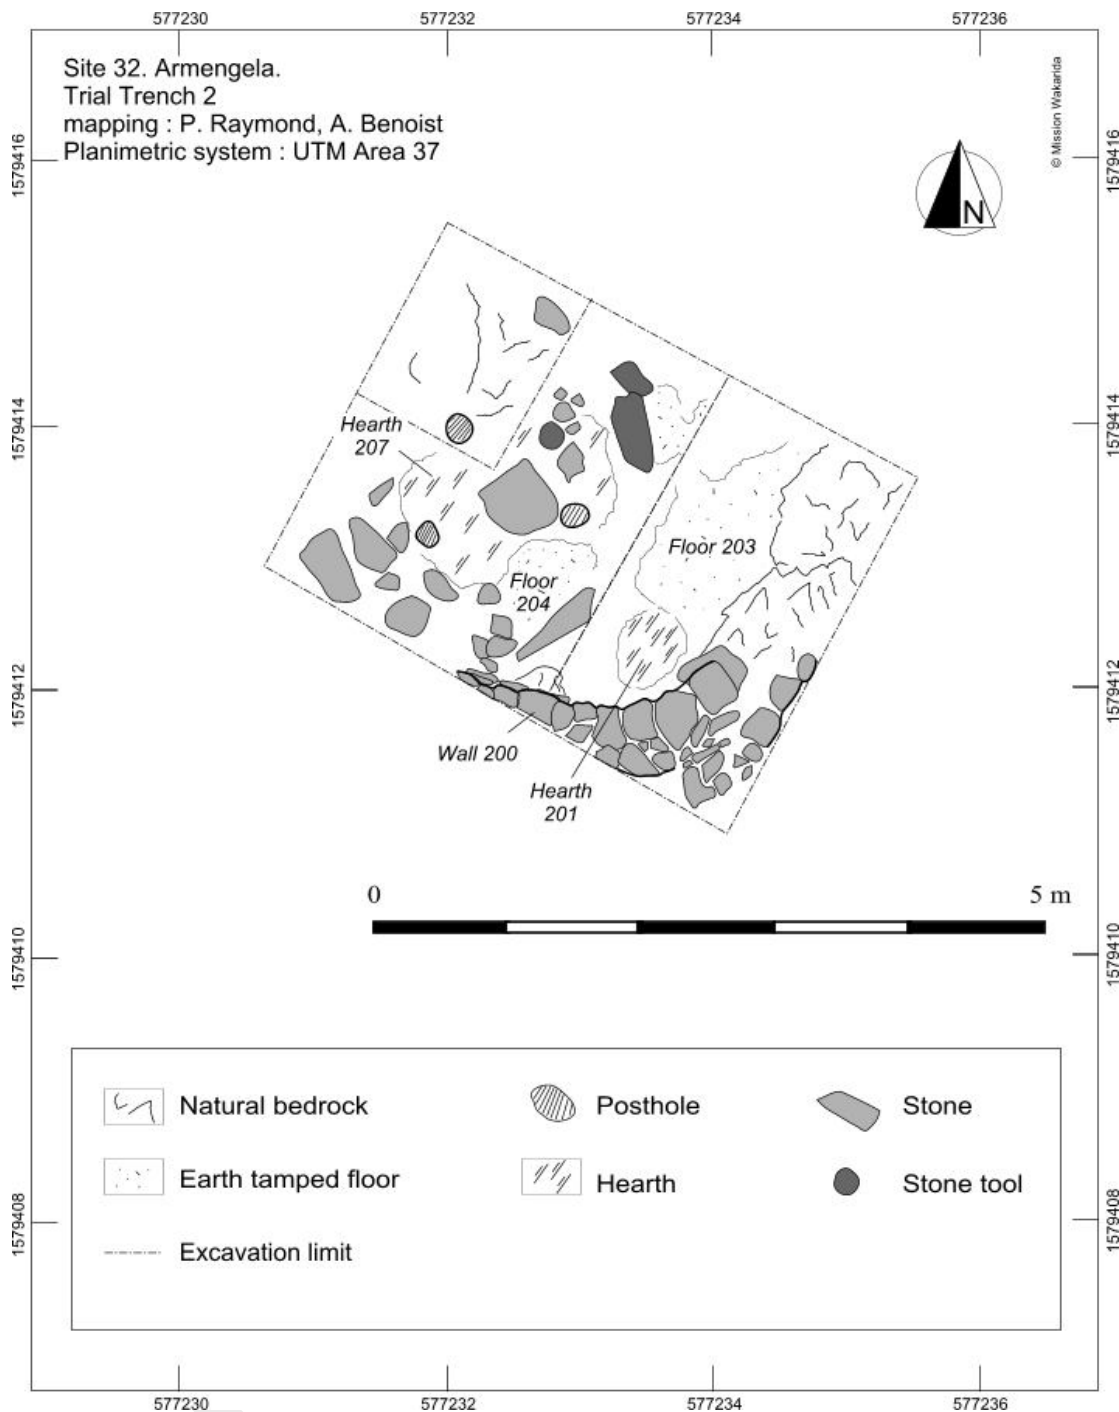 577230
577232
577234
577236
Site 32. Armengela.
Trial Trench 2
mapping : P. Raymond, A. Benoist
Planimetric system : UTM Area 37
© Mission Wakarida
N
1579416
1579416
1579414
1579414
Hearth
207
Floor 203
Floor
204
1579412
1579412
Wall 200
Hearth
201
0
5 m
1579410
1579410
Natural bedrock
Posthole
Stone
Earth tamped floor
Hearth
Stone tool
Excavation limit
1579408
1579408
577230
577232
577234
577236